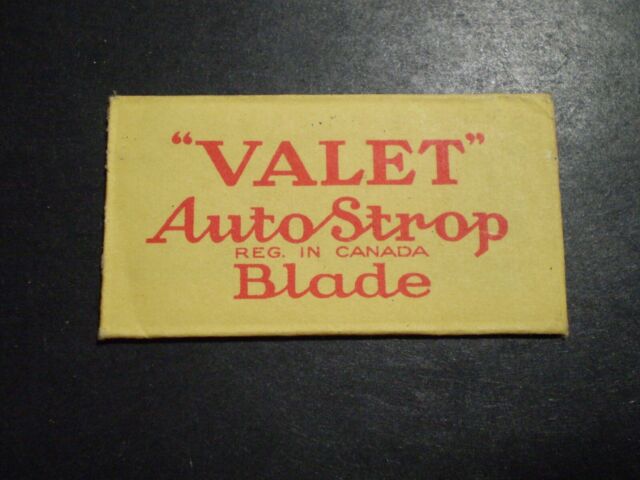 “VALET”
AutoStrop
REG. IN CANADA
Blade